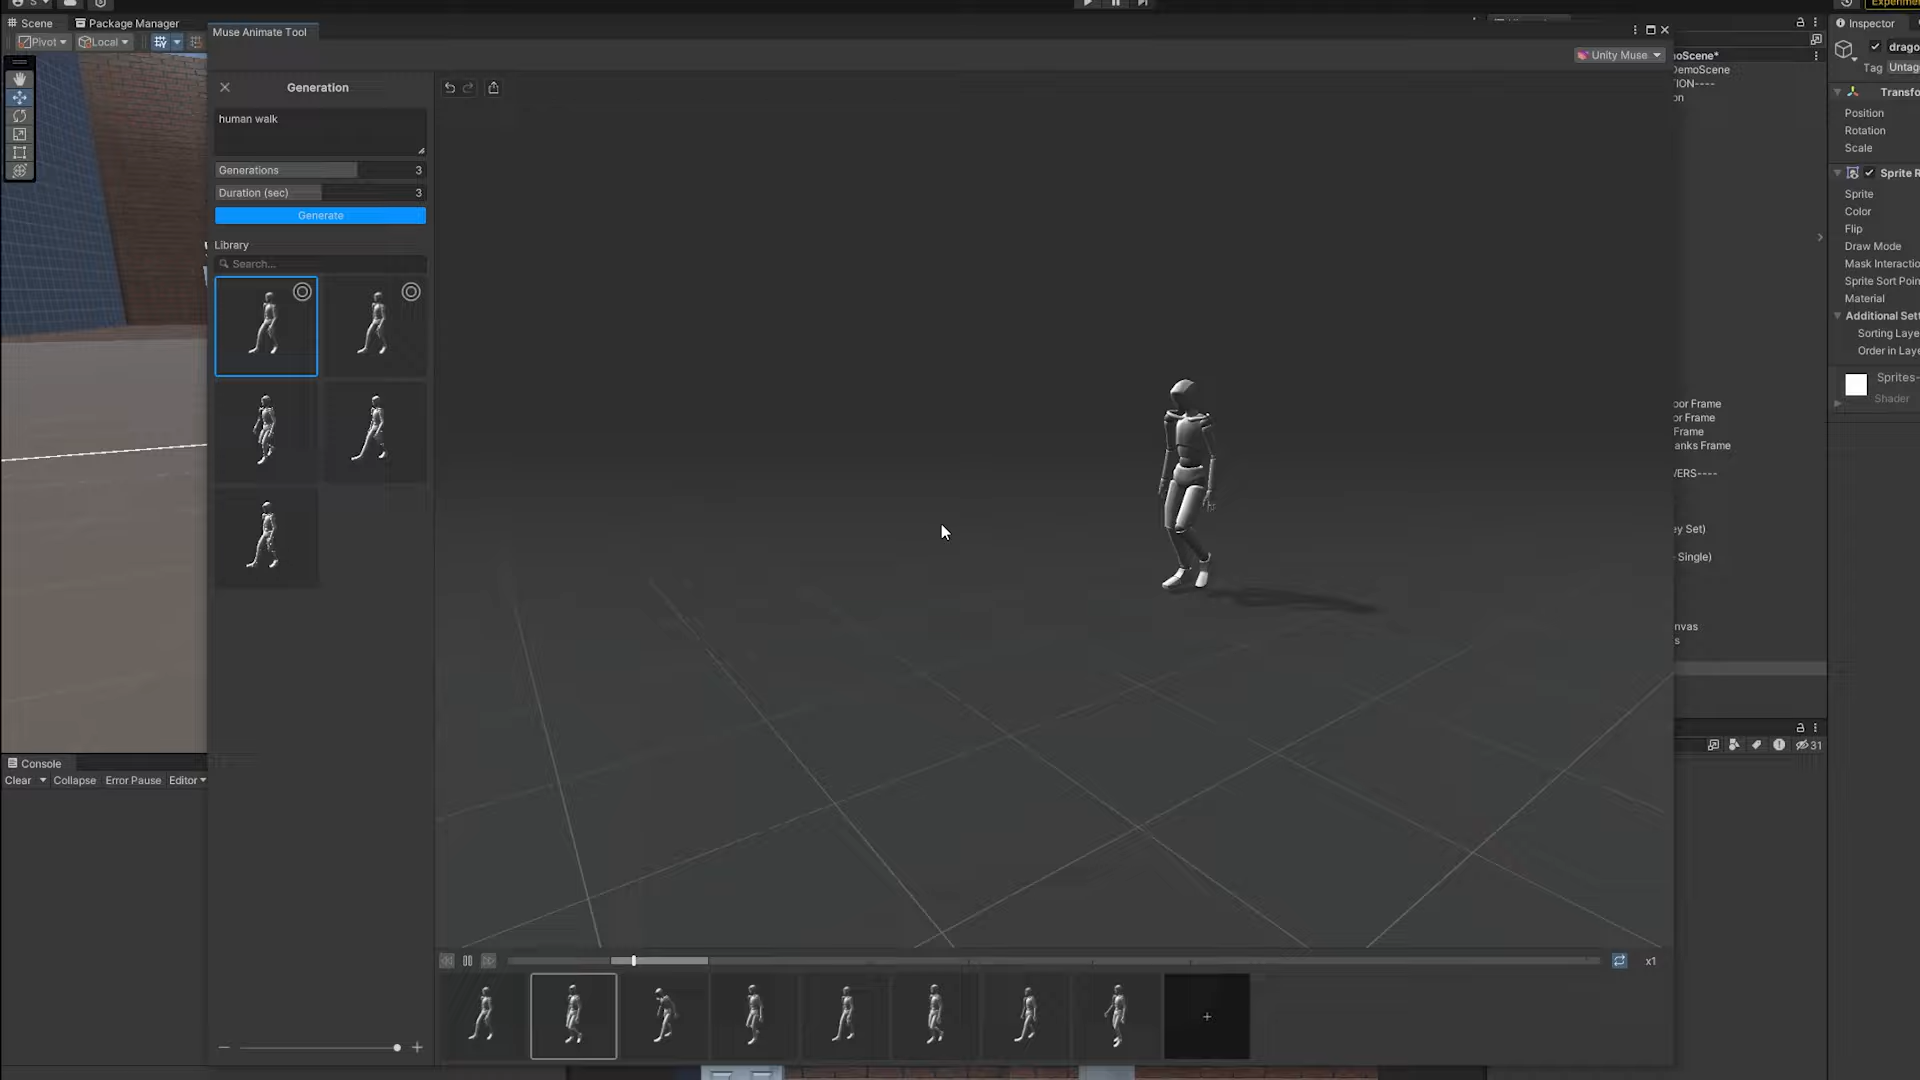 Scene
Package Manager
Pivot
Local
Muse Animate Tool
Unity Muse
Generation
human walk
Generations 3
Duration (sec) 3
Generate
Library
Search...
Console
Clear
Collapse
Error Pause
Editor
x1
+
oScene*
DemoScene
ION----
on
oor Frame
or Frame
Frame
anks Frame
VERS----
ey Set)
Single)
nvas
s
31
Experime
Inspector
drago
Tag Untag
Transfo
Position
Rotation
Scale
Sprite R
Sprite
Color
Flip
Draw Mode
Mask Interactio
Sprite Sort Poin
Material
Additional Sett
Sorting Laye
Order in Laye
Sprites-
Shader